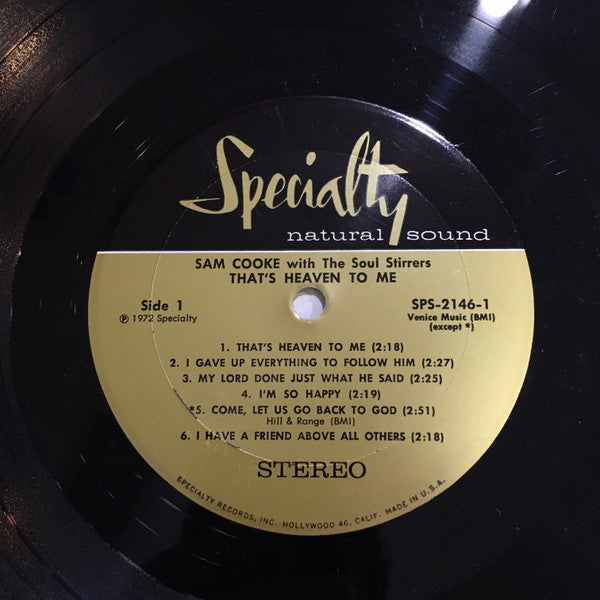 Specialty
natural sound
SAM COOKE with The Soul Stirrers
THAT'S HEAVEN TO ME
Side 1 SPS-2146-1
℗ 1972 Specialty Venice Music (BMI)
(except *)
1. THAT'S HEAVEN TO ME (2:18)
2. I GAVE UP EVERYTHING TO FOLLOW HIM (2:27)
3. MY LORD DONE JUST WHAT HE SAID (2:25)
4. I'M SO HAPPY (2:19)
*5. COME, LET US GO BACK TO GOD (2:51)
Hill & Range (BMI)
6. I HAVE A FRIEND ABOVE ALL OTHERS (2:18)
STEREO
SPECIALTY RECORDS, INC. HOLLYWOOD 46, CALIF. MADE IN U.S.A.